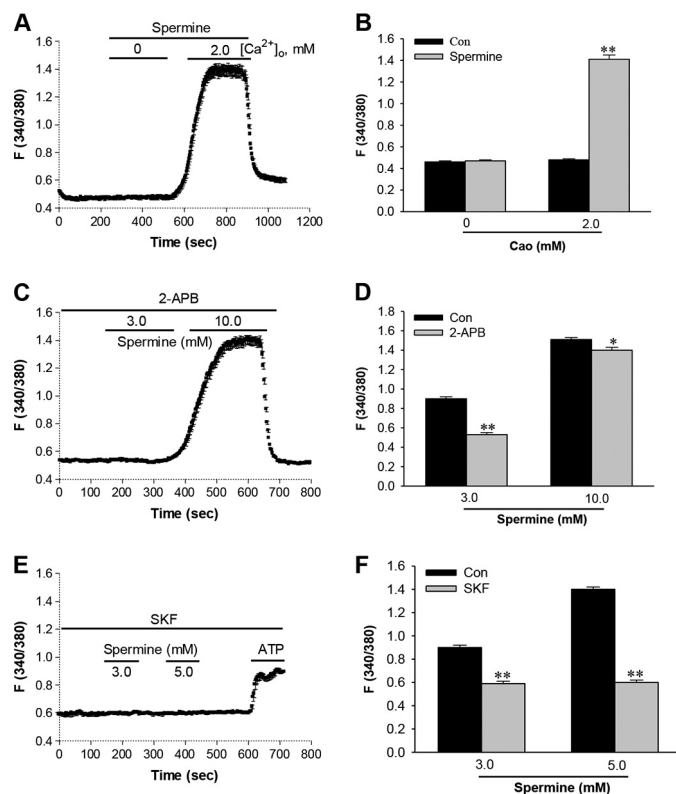 A
Spermine
0
2.0
[Ca2+]o, mM
F (340/380)
1.4
1.2
1.0
0.8
0.6
0.4
0 200 400 600 800 1000 1200
Time (sec)
B
Con
Spermine
**
F (340/380)
1.6
1.4
1.2
1.0
0.8
0.6
0.4
0.2
0.0
0 2.0
Cao (mM)
C
2-APB
3.0 10.0
Spermine (mM)
F (340/380)
1.6
1.4
1.2
1.0
0.8
0.6
0.4
0 100 200 300 400 500 600 700 800
Time (sec)
D
Con
2-APB
**
*
F (340/380)
1.8
1.6
1.4
1.2
1.0
0.8
0.6
0.4
0.2
0.0
3.0 10.0
Spermine (mM)
E
SKF
Spermine (mM)
3.0 5.0
ATP
F (340/380)
1.6
1.4
1.2
1.0
0.8
0.6
0.4
0 100 200 300 400 500 600 700 800
Time (sec)
F
Con
SKF
**
**
F (340/380)
1.6
1.4
1.2
1.0
0.8
0.6
0.4
0.2
0.0
3.0 5.0
Spermine (mM)